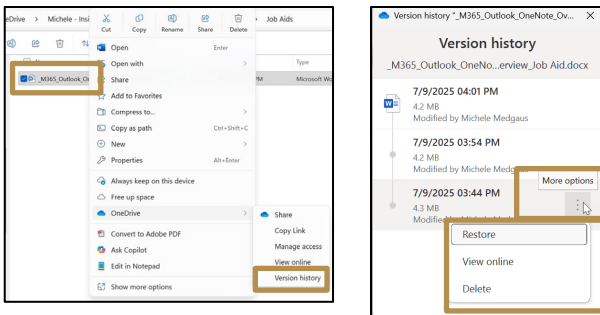 eDrive > Michele - Insi
Cut Copy Rename Share Delete
> Job Aids
Type
_M365_Outlook_On
PM Microsoft Wo
Open Enter
Open with >
Share
Add to Favorites
Compress to... >
Copy as path Ctrl+Shift+C
New >
Properties Alt+Enter
Always keep on this device
Free up space
OneDrive >
Convert to Adobe PDF
Ask Copilot
Edit in Notepad
Show more options
Share
Copy Link
Manage access
View online
Version history
Version history "_M365_Outlook_OneNote_Ov...
Version history
_M365_Outlook_OneNo...erview_Job Aid.docx
7/9/2025 04:01 PM
4.2 MB
Modified by Michele Medgaus
7/9/2025 03:54 PM
4.2 MB
Modified by Michele Medgaus
More options
7/9/2025 03:44 PM
4.3 MB
Restore
View online
Delete